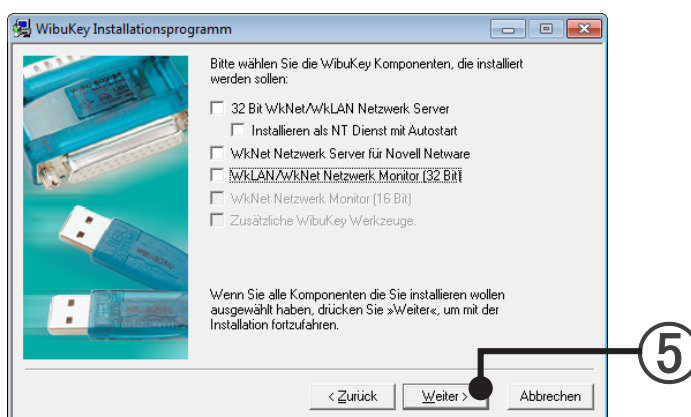 WibuKey Installationsprogramm
Bitte wählen Sie die WibuKey Komponenten, die installiert
werden sollen:
32 Bit WkNet/WkLAN Netzwerk Server
Installieren als NT Dienst mit Autostart
WkNet Netzwerk Server für Novell Netware
WkLAN/WkNet Netzwerk Monitor (32 Bit)
WkNet Netzwerk Monitor (16 Bit)
Zusätzliche WibuKey Werkzeuge.
Wenn Sie alle Komponenten die Sie installieren wollen
ausgewählt haben, drücken Sie »Weiter«, um mit der
Installation fortzufahren.
< Zurück
Weiter >
Abbrechen
5